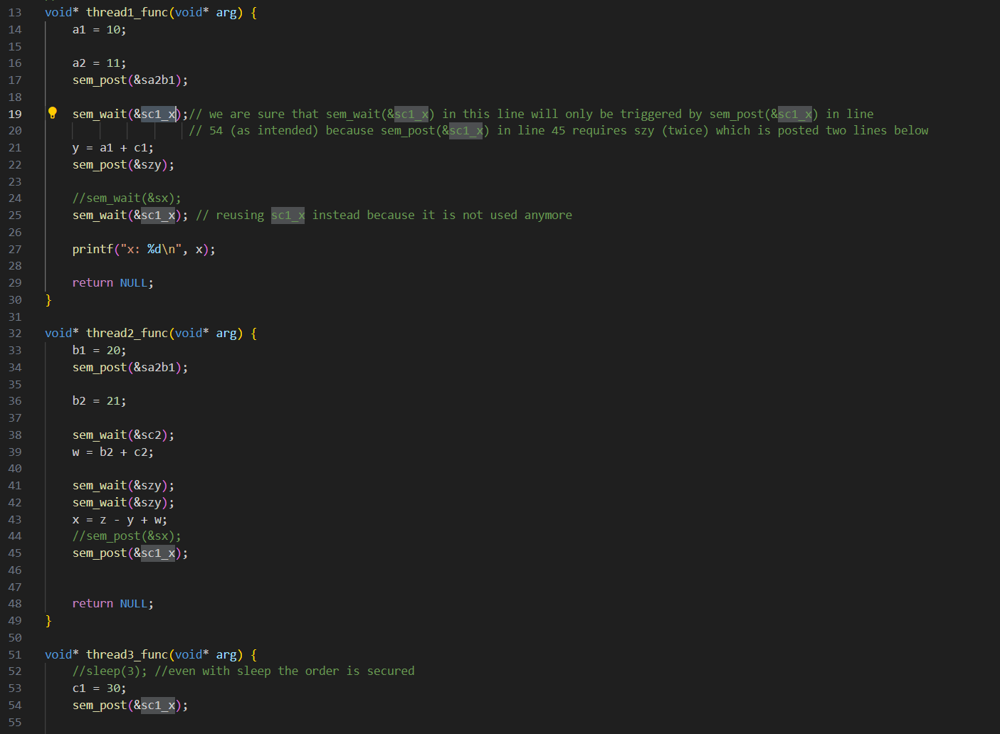 13 void* thread1_func(void* arg) {
14 a1 = 10;
15
16 a2 = 11;
17 sem_post(&sa2b1);
18
19 sem_wait(&sc1_x);// we are sure that sem_wait(&sc1_x) in this line will only be triggered by sem_post(&sc1_x) in line
20 // 54 (as intended) because sem_post(&sc1_x) in line 45 requires szy (twice) which is posted two lines below
21 y = a1 + c1;
22 sem_post(&szy);
23
24 //sem_wait(&sx);
25 sem_wait(&sc1_x); // reusing sc1_x instead because it is not used anymore
26
27 printf("x: %d\n", x);
28
29 return NULL;
30 }
31
32 void* thread2_func(void* arg) {
33 b1 = 20;
34 sem_post(&sa2b1);
35
36 b2 = 21;
37
38 sem_wait(&sc2);
39 w = b2 + c2;
40
41 sem_wait(&szy);
42 sem_wait(&szy);
43 x = z - y + w;
44 //sem_post(&sx);
45 sem_post(&sc1_x);
46
47
48 return NULL;
49 }
50
51 void* thread3_func(void* arg) {
52 //sleep(3); //even with sleep the order is secured
53 c1 = 30;
54 sem_post(&sc1_x);
55